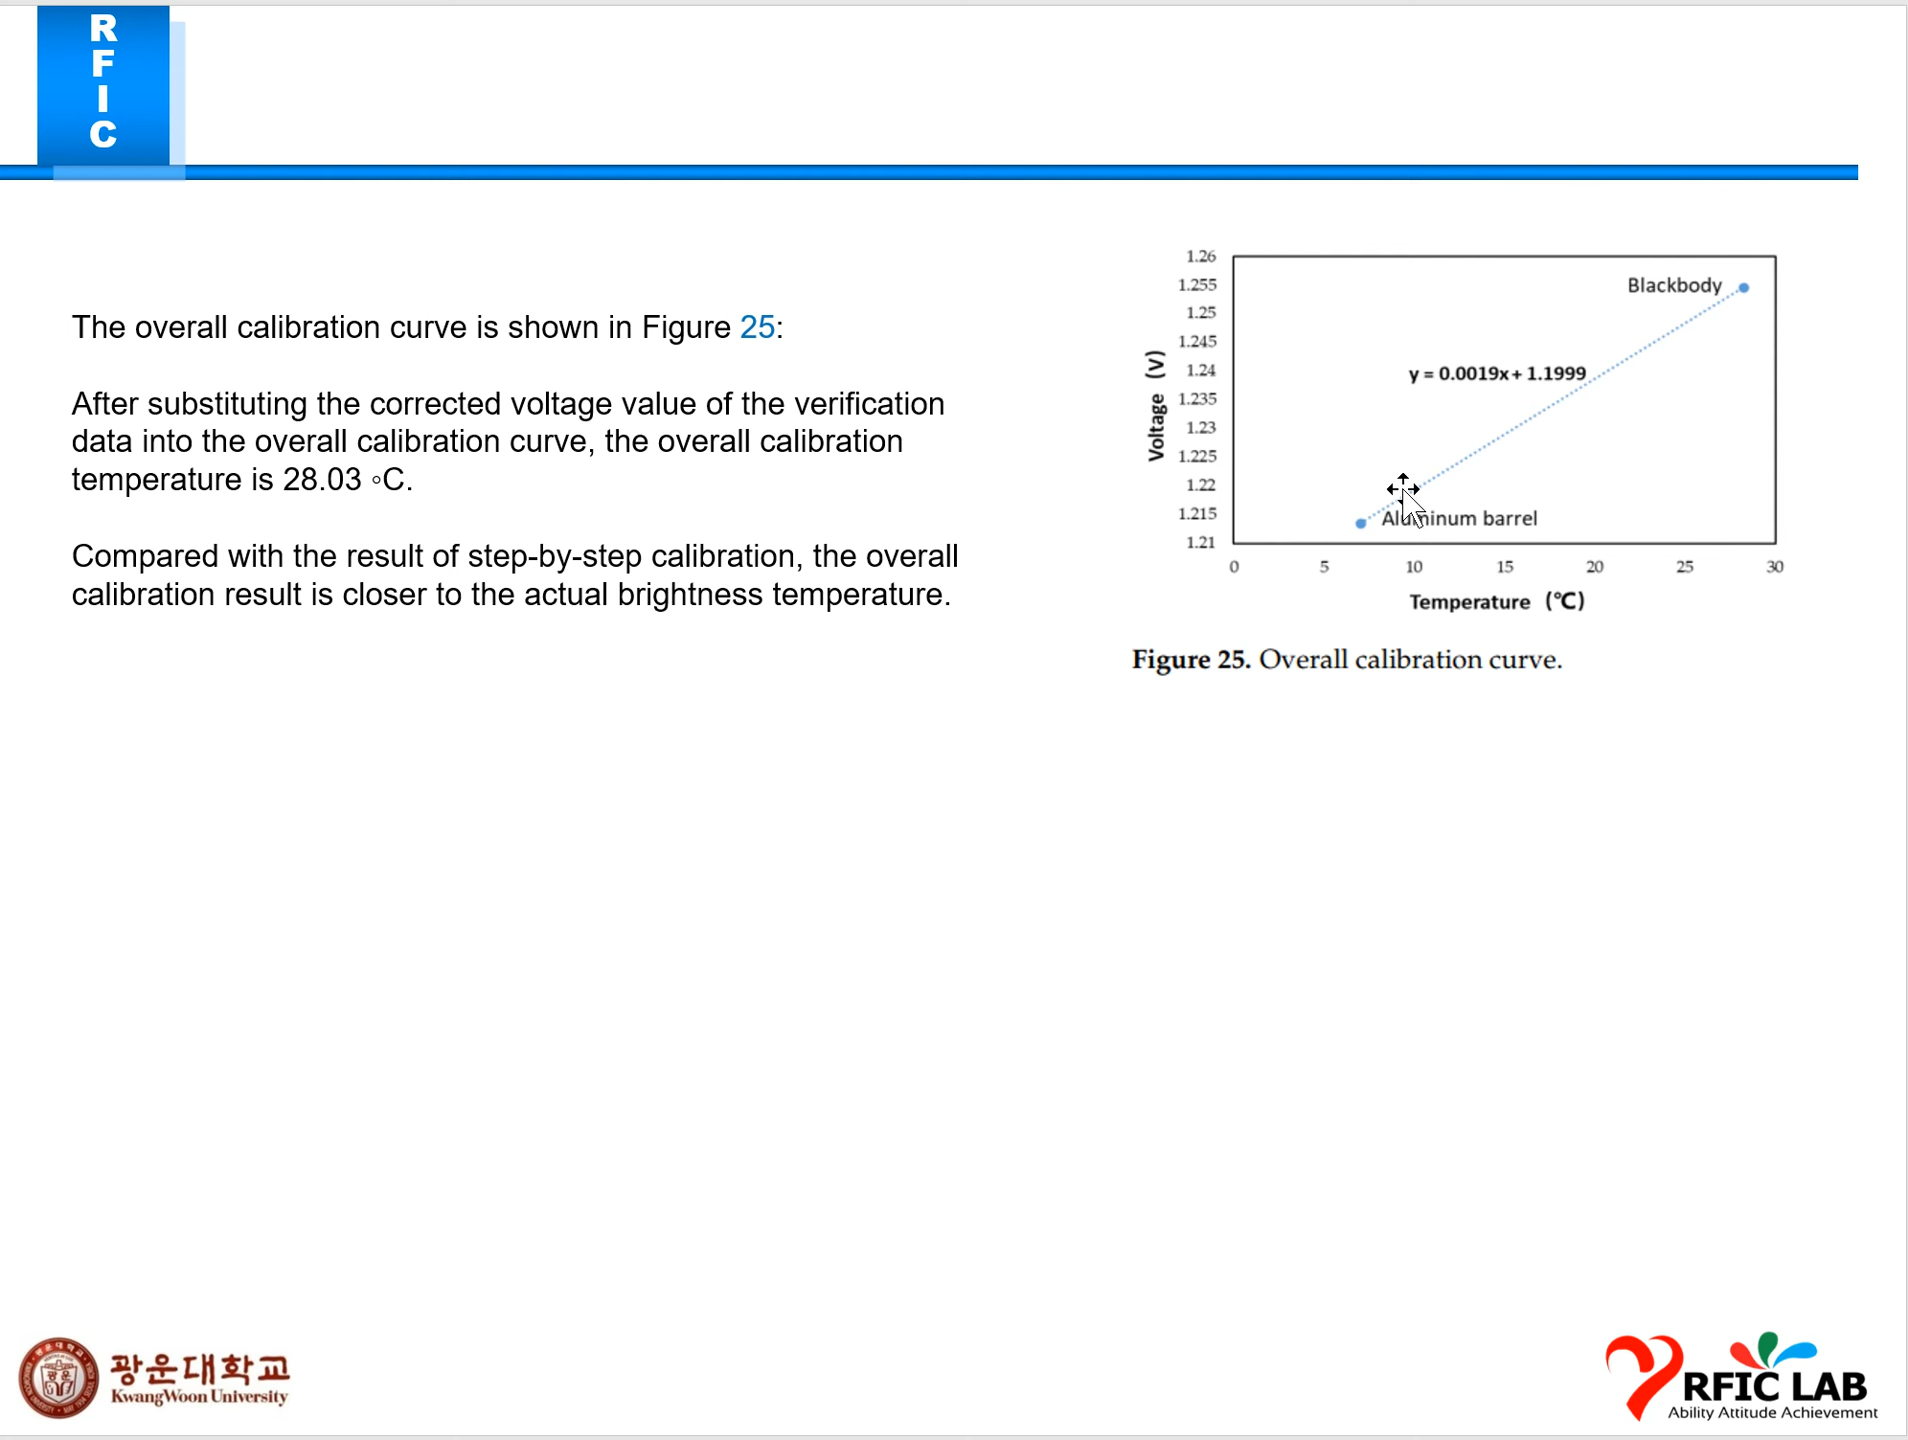 R
F
I
C
The overall calibration curve is shown in Figure 25:
After substituting the corrected voltage value of the verification
data into the overall calibration curve, the overall calibration
temperature is 28.03 ◦C.
Compared with the result of step-by-step calibration, the overall
calibration result is closer to the actual brightness temperature.
1.26
1.255
1.25
1.245
1.24
1.235
1.23
1.225
1.22
1.215
1.21
Voltage (V)
Blackbody
y = 0.0019x + 1.1999
Aluminum barrel
0 5 10 15 20 25 30
Temperature (℃)
Figure 25. Overall calibration curve.
광운대학교
KwangWoon University
RFIC LAB
Ability Attitude Achievement